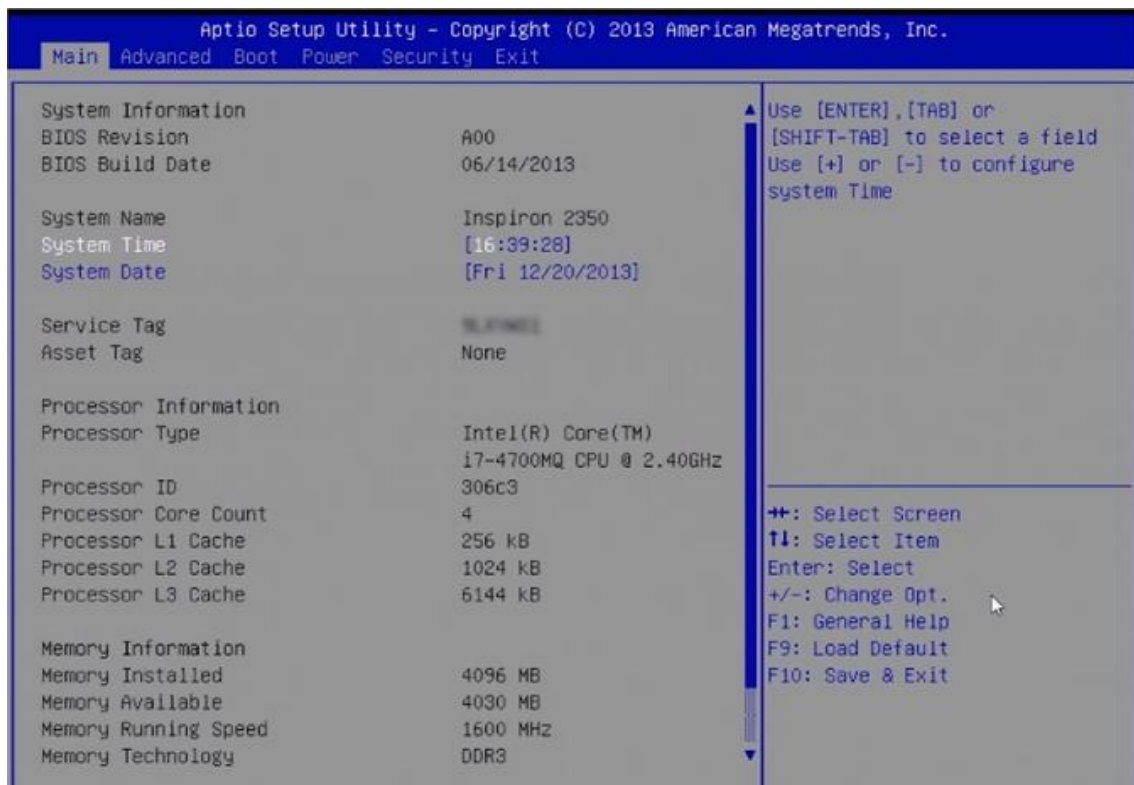 Aptio Setup Utility – Copyright (C) 2013 American Megatrends, Inc.
Main Advanced Boot Power Security Exit
System Information
BIOS Revision A00
BIOS Build Date 06/14/2013
System Name Inspiron 2350
System Time [16:39:28]
System Date [Fri 12/20/2013]
Service Tag
Asset Tag None
Processor Information
Processor Type Intel(R) Core(TM)
i7-4700MQ CPU @ 2.40GHz
Processor ID 306c3
Processor Core Count 4
Processor L1 Cache 256 kB
Processor L2 Cache 1024 kB
Processor L3 Cache 6144 kB
Memory Information
Memory Installed 4096 MB
Memory Available 4030 MB
Memory Running Speed 1600 MHz
Memory Technology DDR3
Use [ENTER],[TAB] or
[SHIFT-TAB] to select a field
Use [+] or [-] to configure
system Time
→←: Select Screen
↑↓: Select Item
Enter: Select
+/-: Change Opt.
F1: General Help
F9: Load Default
F10: Save & Exit